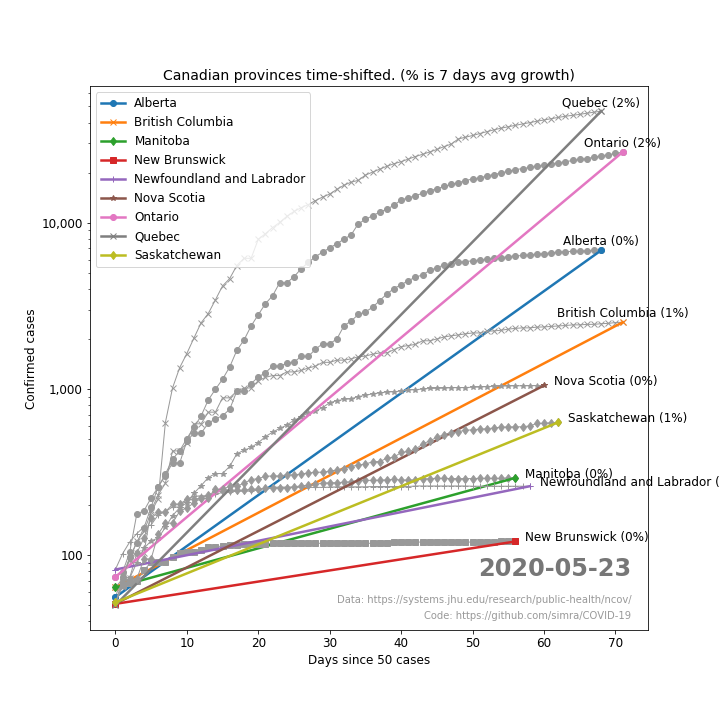 Canadian provinces time-shifted. (% is 7 days avg growth)
Alberta
British Columbia
Manitoba
New Brunswick
Newfoundland and Labrador
Nova Scotia
Ontario
Quebec
Saskatchewan
Quebec (2%)
Ontario (2%)
Alberta (0%)
British Columbia (1%)
Nova Scotia (0%)
Saskatchewan (1%)
Manitoba (0%)
Newfoundland and Labrador (
New Brunswick (0%)
2020-05-23
Data: https://systems.jhu.edu/research/public-health/ncov/
Code: https://github.com/simra/COVID-19
Confirmed cases
10,000
1,000
100
0 10 20 30 40 50 60 70
Days since 50 cases